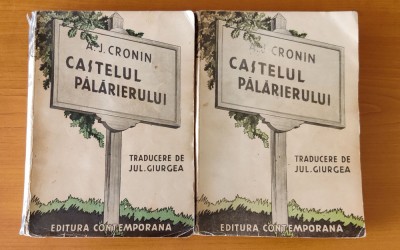 A. J. CRONIN
CASTELUL
PĂLĂRIERULUI
TRADUCERE DE
JUL. GIURGEA
EDITURA CONTEMPORANA
CRONIN
CASTELUL
PĂLĂRIERULUI
TRADUCERE DE
JUL. GIURGEA
EDITURA CONTEMPORANA